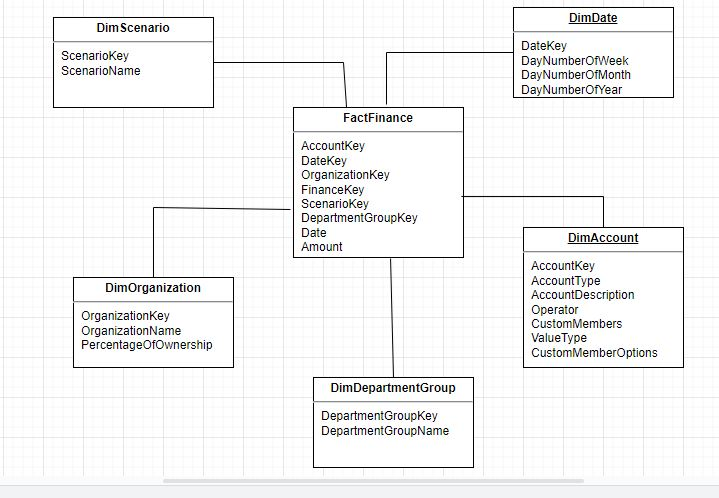 DimScenario
ScenarioKey
ScenarioName
DimDate
DateKey
DayNumberOfWeek
DayNumberOfMonth
DayNumberOfYear
FactFinance
AccountKey
DateKey
OrganizationKey
FinanceKey
ScenarioKey
DepartmentGroupKey
Date
Amount
DimAccount
AccountKey
AccountType
AccountDescription
Operator
CustomMembers
ValueType
CustomMemberOptions
DimOrganization
OrganizationKey
OrganizationName
PercentageOfOwnership
DimDepartmentGroup
DepartmentGroupKey
DepartmentGroupName